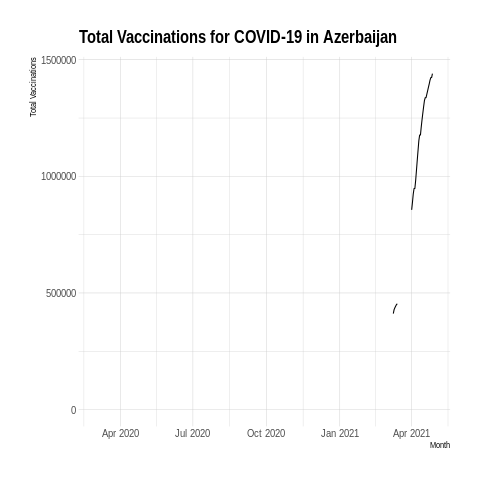 Total Vaccinations for COVID-19 in Azerbaijan
Total Vaccinations
1500000
1000000
500000
0
Apr 2020 Jul 2020 Oct 2020 Jan 2021 Apr 2021
Month